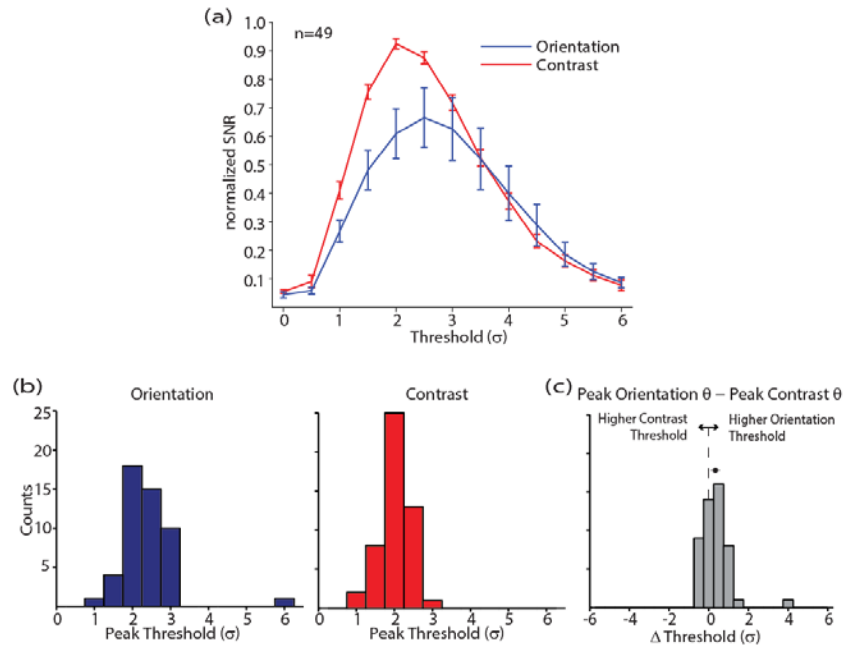 (a)
n=49
Orientation
Contrast
normalized SNR
1.0
0.9
0.8
0.7
0.6
0.5
0.4
0.3
0.2
0.1
0 1 2 3 4 5 6
Threshold (σ)
(b)
Orientation
Contrast
Counts
25
20
15
10
5
0 1 2 3 4 5 6
Peak Threshold (σ)
0 1 2 3 4 5 6
Peak Threshold (σ)
(c)
Peak Orientation θ – Peak Contrast θ
Higher Contrast
Threshold
Higher Orientation
Threshold
-6 -4 -2 0 2 4 6
Δ Threshold (σ)